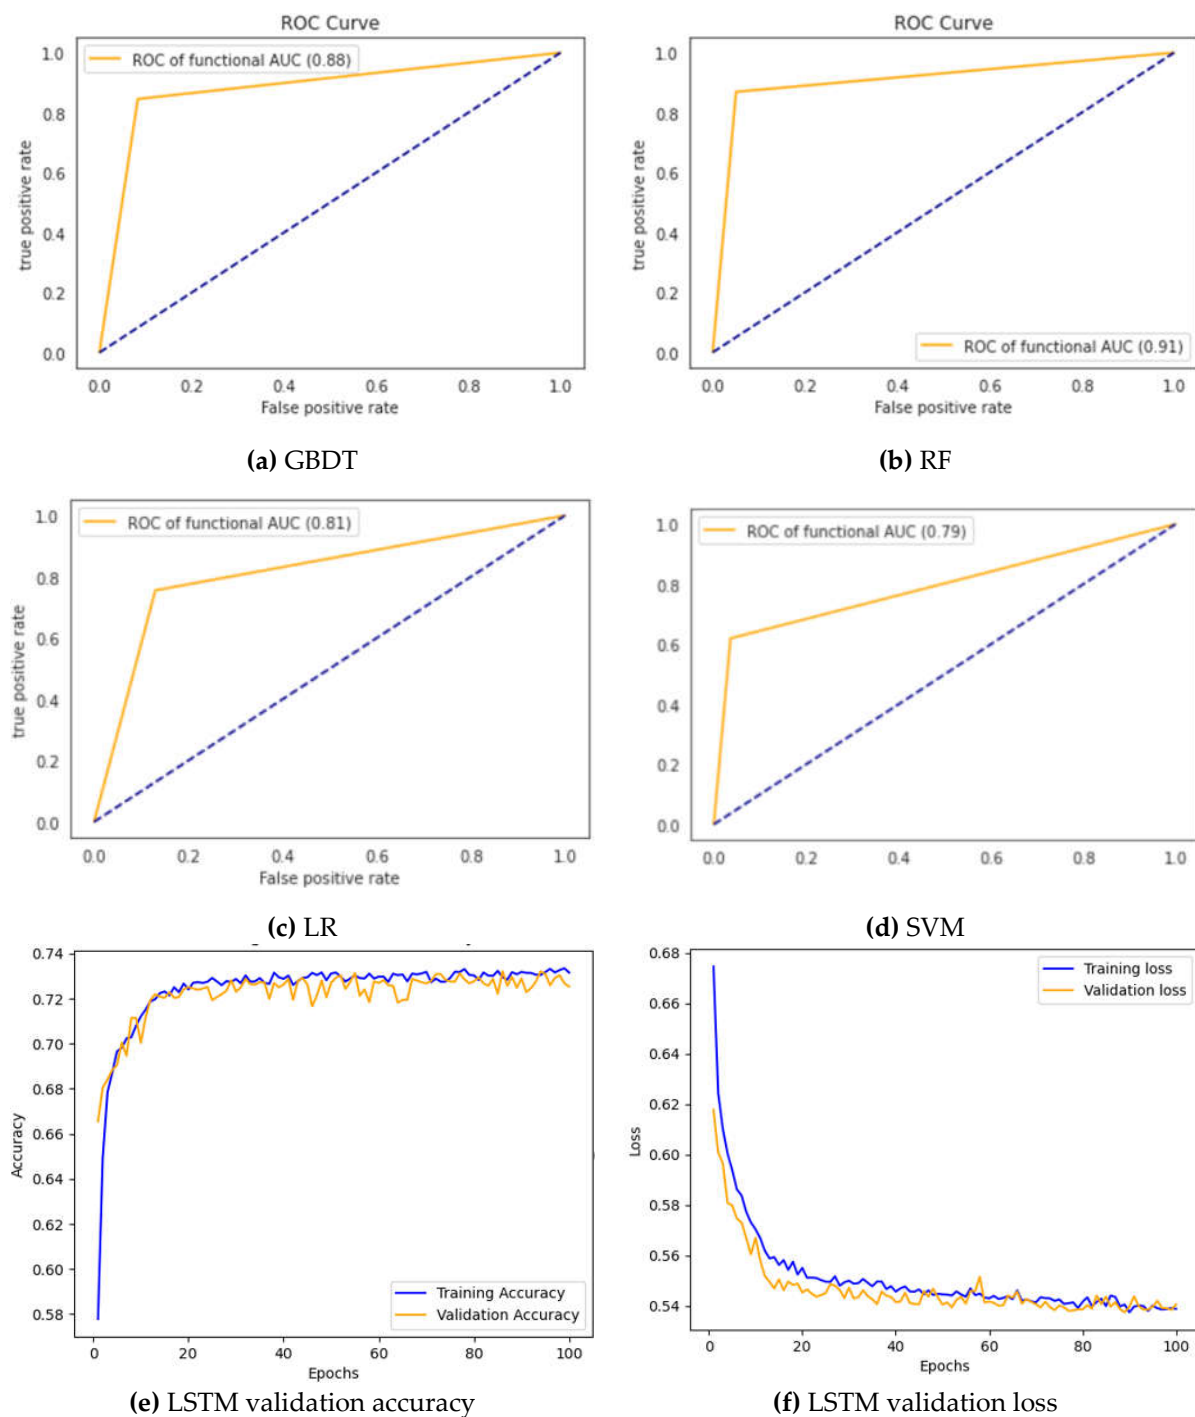 ROC Curve
ROC of functional AUC (0.88)
true positive rate
1.0
0.8
0.6
0.4
0.2
0.0
0.0 0.2 0.4 0.6 0.8 1.0
False positive rate
(a) GBDT
ROC Curve
ROC of functional AUC (0.91)
true positive rate
1.0
0.8
0.6
0.4
0.2
0.0
0.0 0.2 0.4 0.6 0.8 1.0
False positive rate
(b) RF
ROC of functional AUC (0.81)
true positive rate
1.0
0.8
0.6
0.4
0.2
0.0
0.0 0.2 0.4 0.6 0.8 1.0
False positive rate
(c) LR
ROC of functional AUC (0.79)
1.0
0.8
0.6
0.4
0.2
0.0
0.0 0.2 0.4 0.6 0.8 1.0
(d) SVM
Accuracy
0.74
0.72
0.70
0.68
0.66
0.64
0.62
0.60
0.58
Training Accuracy
Validation Accuracy
0 20 40 60 80 100
Epochs
(e) LSTM validation accuracy
Loss
0.68
0.66
0.64
0.62
0.60
0.58
0.56
0.54
Training loss
Validation loss
0 20 40 60 80 100
Epochs
(f) LSTM validation loss